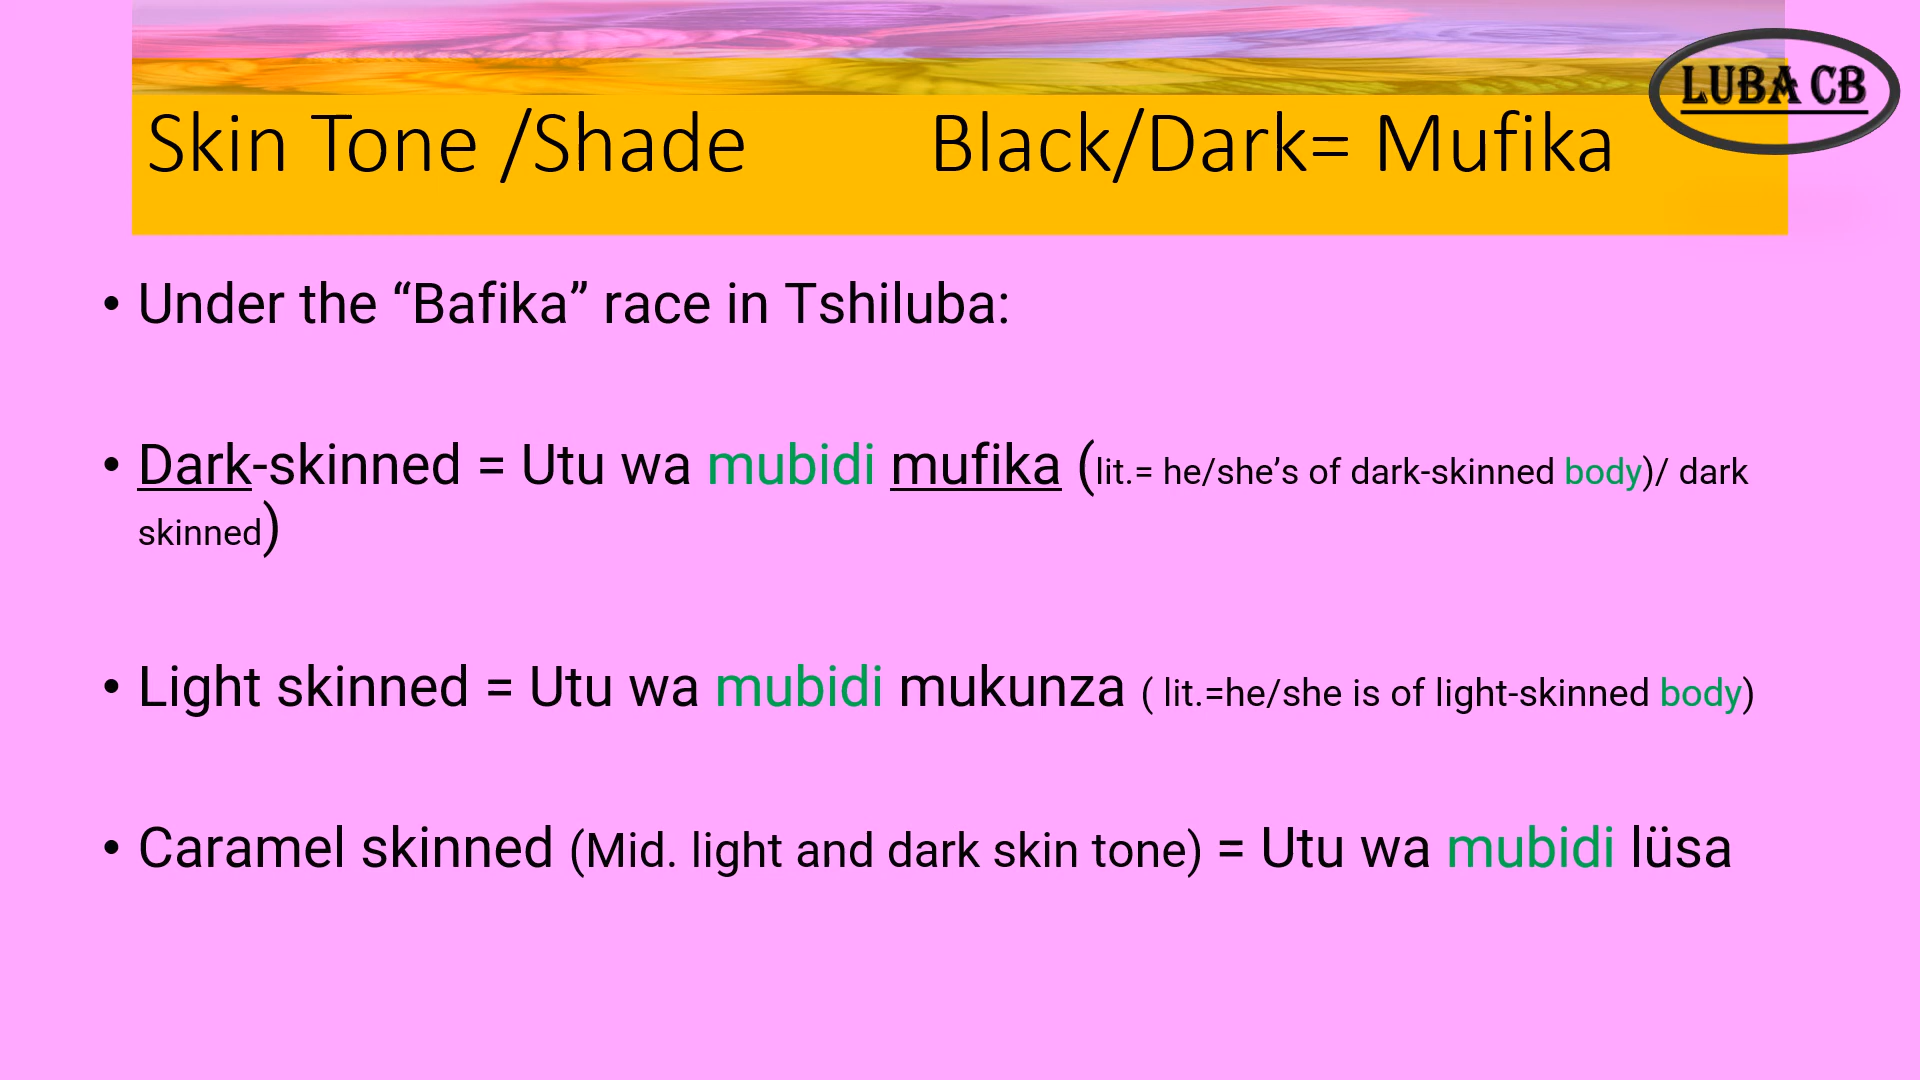 LUBA CB
Skin Tone /Shade Black/Dark= Mufika
• Under the “Bafika” race in Tshiluba:
• Dark-skinned = Utu wa mubidi mufika (lit.= he/she’s of dark-skinned body)/ dark
skinned)
• Light skinned = Utu wa mubidi mukunza ( lit.=he/she is of light-skinned body)
• Caramel skinned (Mid. light and dark skin tone) = Utu wa mubidi lüsa